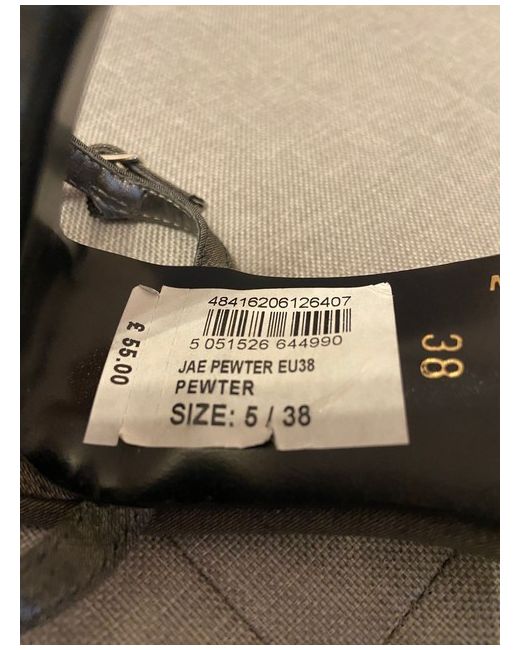 48416206126407
5 051526 644990
JAE PEWTER EU38
PEWTER
SIZE: 5 / 38
£ 55.00
38